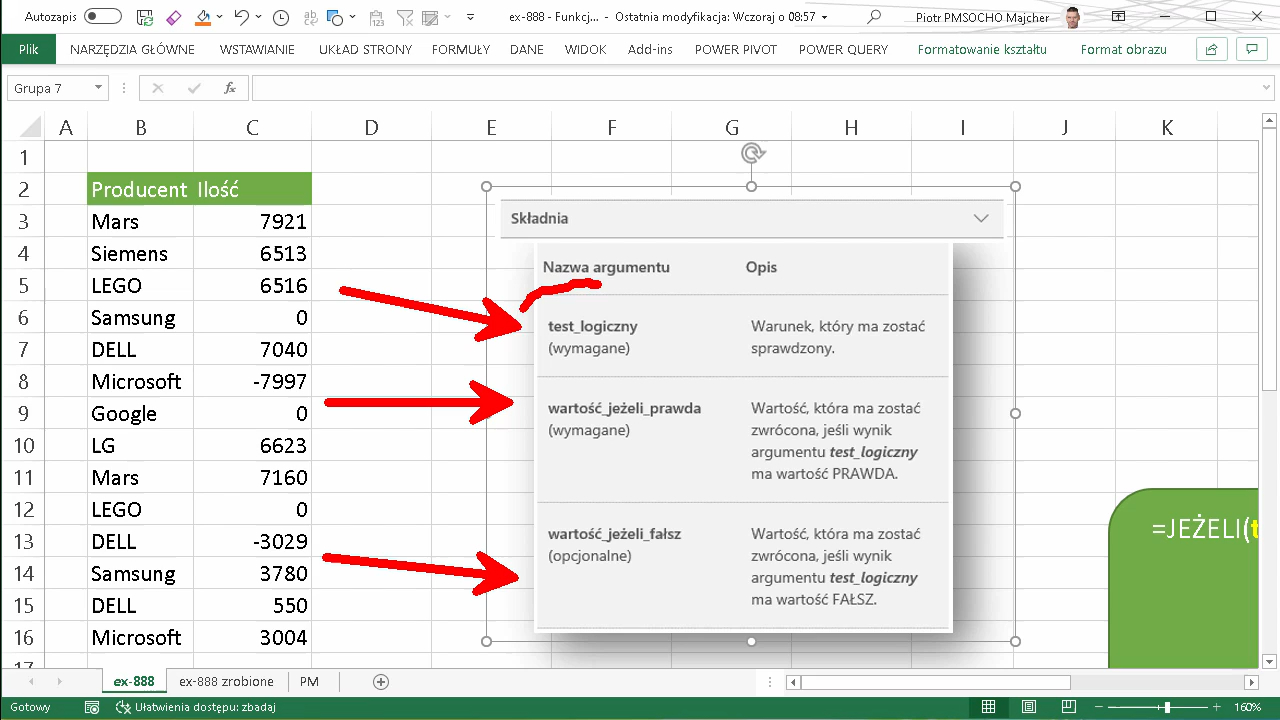 Autozapis
ex-888 - Funkcj... - Ostatnia modyfikacja: Wczoraj o 08:57
Piotr PMSOCHO Majcher
Plik NARZĘDZIA GŁÓWNE WSTAWIANIE UKŁAD STRONY FORMUŁY DANE WIDOK Add-ins POWER PIVOT POWER QUERY Formatowanie kształtu Format obrazu
Grupa 7 fx
A B C D E F G H I J K
1
2 Producent Ilość
3 Mars 7921
4 Siemens 6513
5 LEGO 6516
6 Samsung 0
7 DELL 7040
8 Microsoft -7997
9 Google 0
10 LG 6623
11 Mars 7160
12 LEGO 0
13 DELL -3029
14 Samsung 3780
15 DELL 550
16 Microsoft 3004
17
Składnia
Nazwa argumentu Opis
test_logiczny
(wymagane)
Warunek, który ma zostać
sprawdzony.
wartość_jeżeli_prawda
(wymagane)
Wartość, która ma zostać
zwrócona, jeśli wynik
argumentu test_logiczny
ma wartość PRAWDA.
wartość_jeżeli_fałsz
(opcjonalne)
Wartość, która ma zostać
zwrócona, jeśli wynik
argumentu test_logiczny
ma wartość FAŁSZ.
=JEŻELI(t
ex-888 ex-888 zrobione PM
Gotowy Ułatwienia dostępu: zbadaj 160%